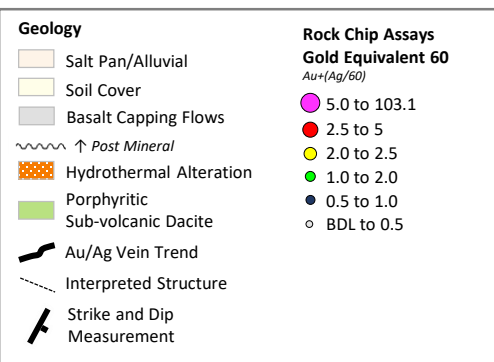 Geology
Salt Pan/Alluvial
Soil Cover
Basalt Capping Flows
↑ Post Mineral
Hydrothermal Alteration
Porphyritic
Sub-volcanic Dacite
Au/Ag Vein Trend
Interpreted Structure
Strike and Dip
Measurement
Rock Chip Assays
Gold Equivalent 60
Au+(Ag/60)
5.0 to 103.1
2.5 to 5
2.0 to 2.5
1.0 to 2.0
0.5 to 1.0
BDL to 0.5